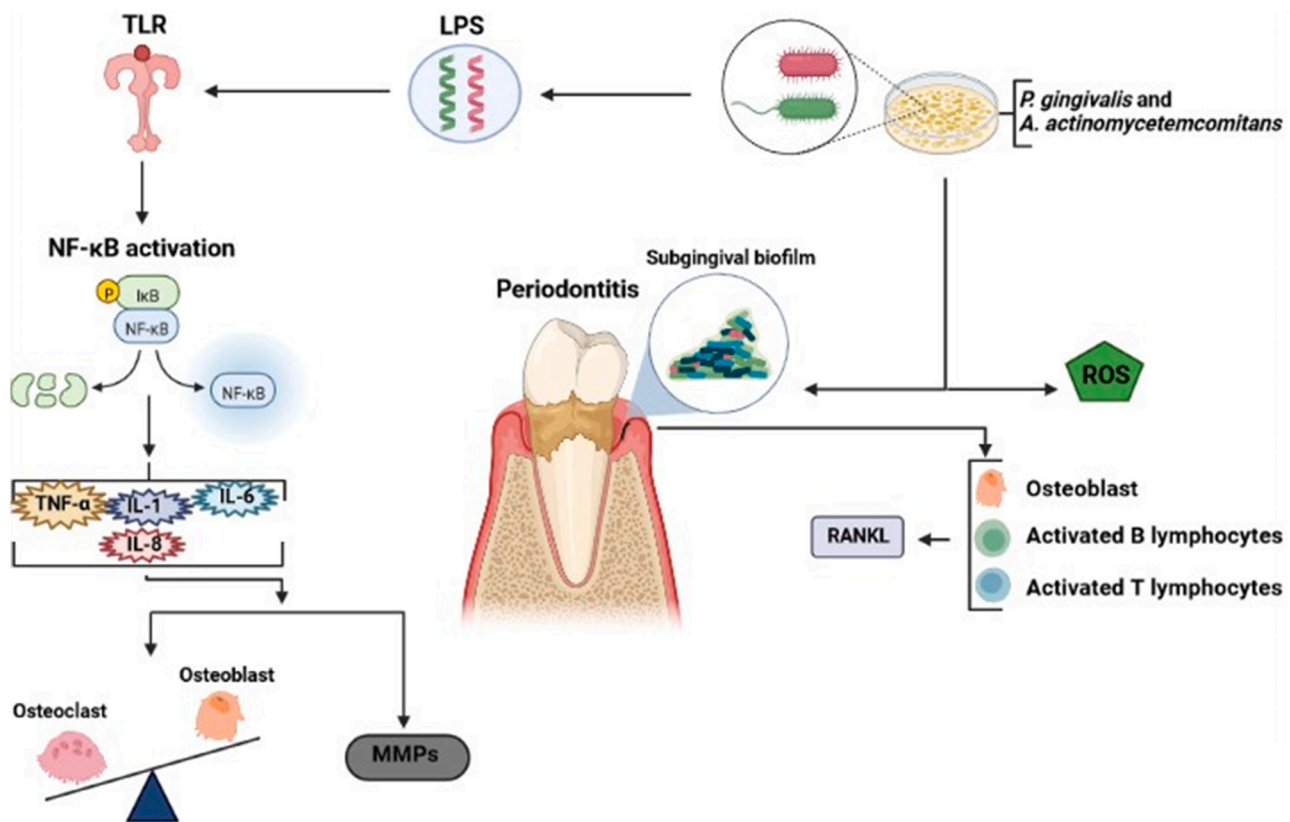 TLR
LPS
P. gingivalis and
A. actinomycetemcomitans
NF-κB activation
P
IκB
NF-κB
NF-κB
Subgingival biofilm
Periodontitis
ROS
TNF-α
IL-1
IL-6
IL-8
Osteoblast
RANKL
Activated B lymphocytes
Activated T lymphocytes
Osteoblast
Osteoclast
MMPs